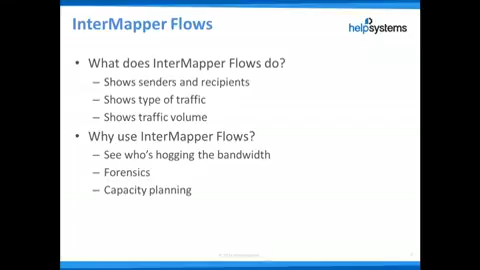 InterMapper Flows
helpsystems
• What does InterMapper Flows do?
– Shows senders and recipients
– Shows type of traffic
– Shows traffic volume
• Why use InterMapper Flows?
– See who's hogging the bandwidth
– Forensics
– Capacity planning